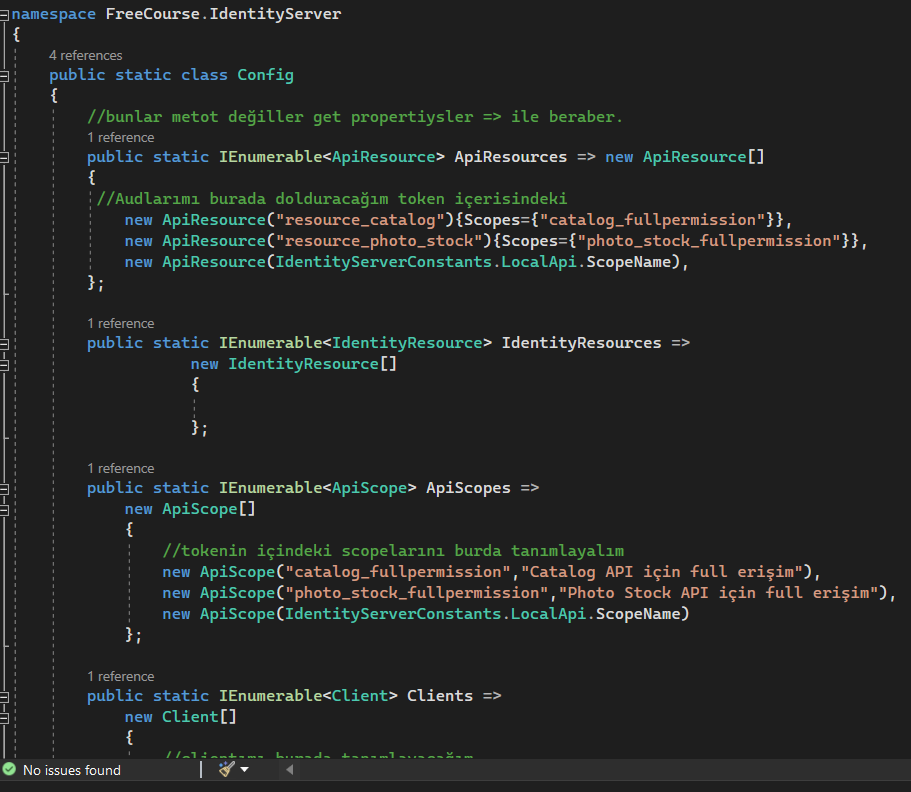 namespace FreeCourse.IdentityServer
{
4 references
public static class Config
{
//bunlar metot değiller get propertiysler => ile beraber.
1 reference
public static IEnumerable<ApiResource> ApiResources => new ApiResource[]
{
//Audlarımı burada dolduracağım token içerisindeki
new ApiResource("resource_catalog"){Scopes={"catalog_fullpermission"}},
new ApiResource("resource_photo_stock"){Scopes={"photo_stock_fullpermission"}},
new ApiResource(IdentityServerConstants.LocalApi.ScopeName),
};
1 reference
public static IEnumerable<IdentityResource> IdentityResources =>
new IdentityResource[]
{
};
1 reference
public static IEnumerable<ApiScope> ApiScopes =>
new ApiScope[]
{
//tokenin içindeki scopelarını burda tanımlayalım
new ApiScope("catalog_fullpermission","Catalog API için full erişim"),
new ApiScope("photo_stock_fullpermission","Photo Stock API için full erişim"),
new ApiScope(IdentityServerConstants.LocalApi.ScopeName)
};
1 reference
public static IEnumerable<Client> Clients =>
new Client[]
{
No issues found